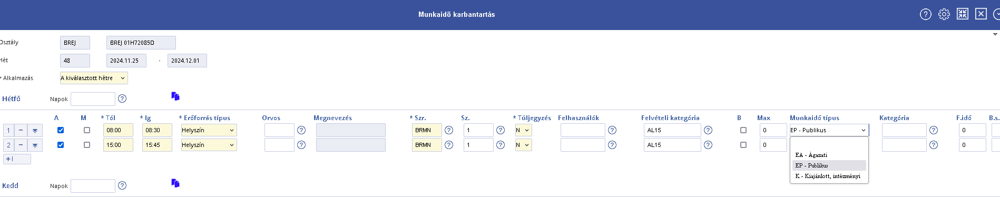 Munkaidő karbantartás
Osztály BREJ BREJ 01H72085D
Hét 48 2024.11.25 - 2024.12.01
* Alkalmazás A kiválasztott hétre
Hétfő Napok
A M * Tól * Ig * Erőforrás típus Orvos Megnevezés * Szr. Sz. * Túljegyzés Felhasználók Felvételi kategória B Max Munkaidő típus Kategória F.idő B.s.
1 - 08:00 08:30 Helyszín BRMN 1 N AL15 0 EP - Publikus 0
2 - 15:00 15:45 Helyszín BRMN 1 N AL15 0 0
+ I
EA - Ágazati
EP - Publikus
K - Kiajánlott, intézményi
Kedd Napok